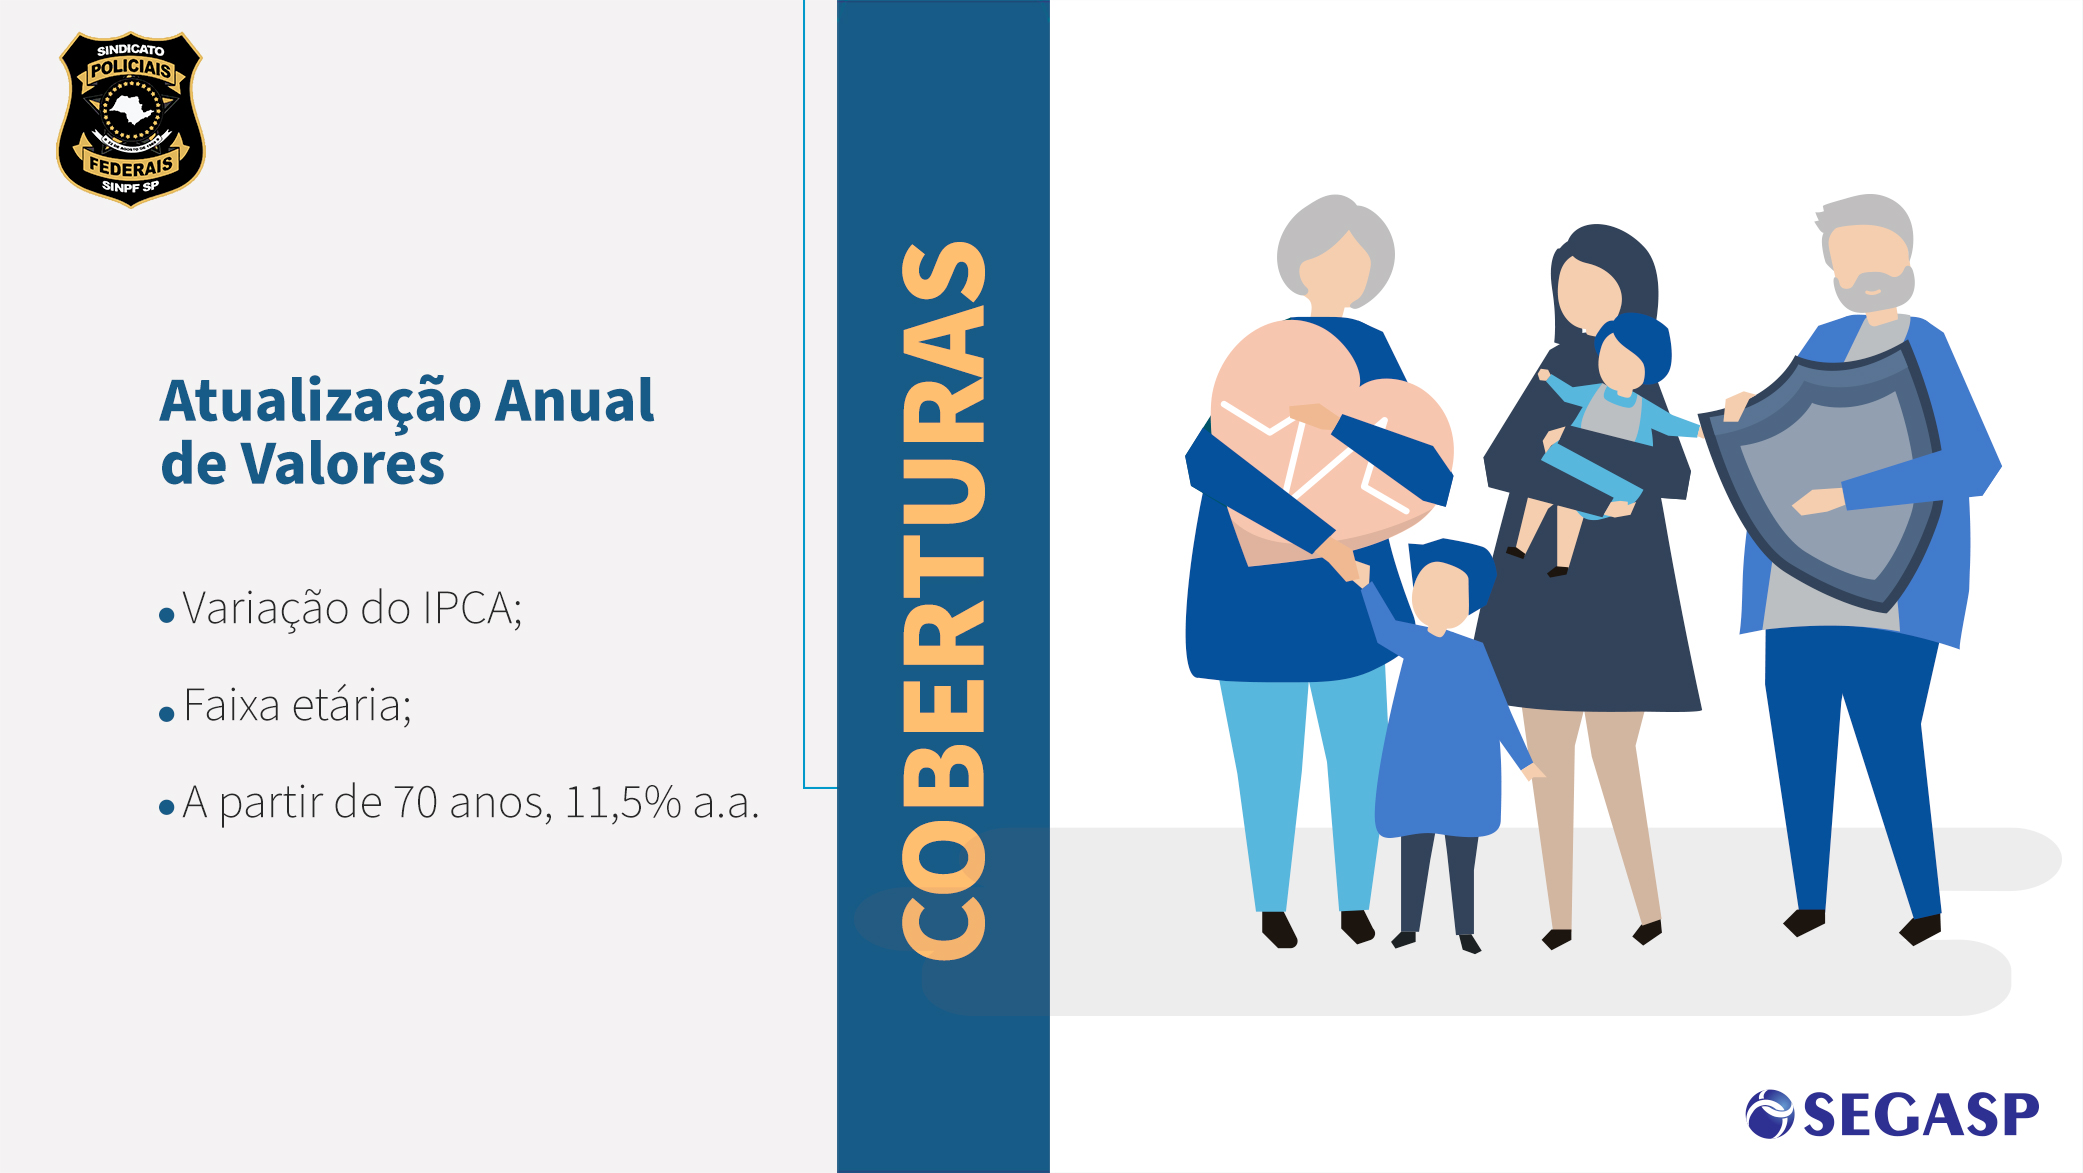 SINDICATO
POLICIAIS
FEDERAIS
SINPF SP
Atualização Anual
de Valores
Variação do IPCA;
Faixa etária;
A partir de 70 anos, 11,5% a.a.
COBERTURAS
SEGASP